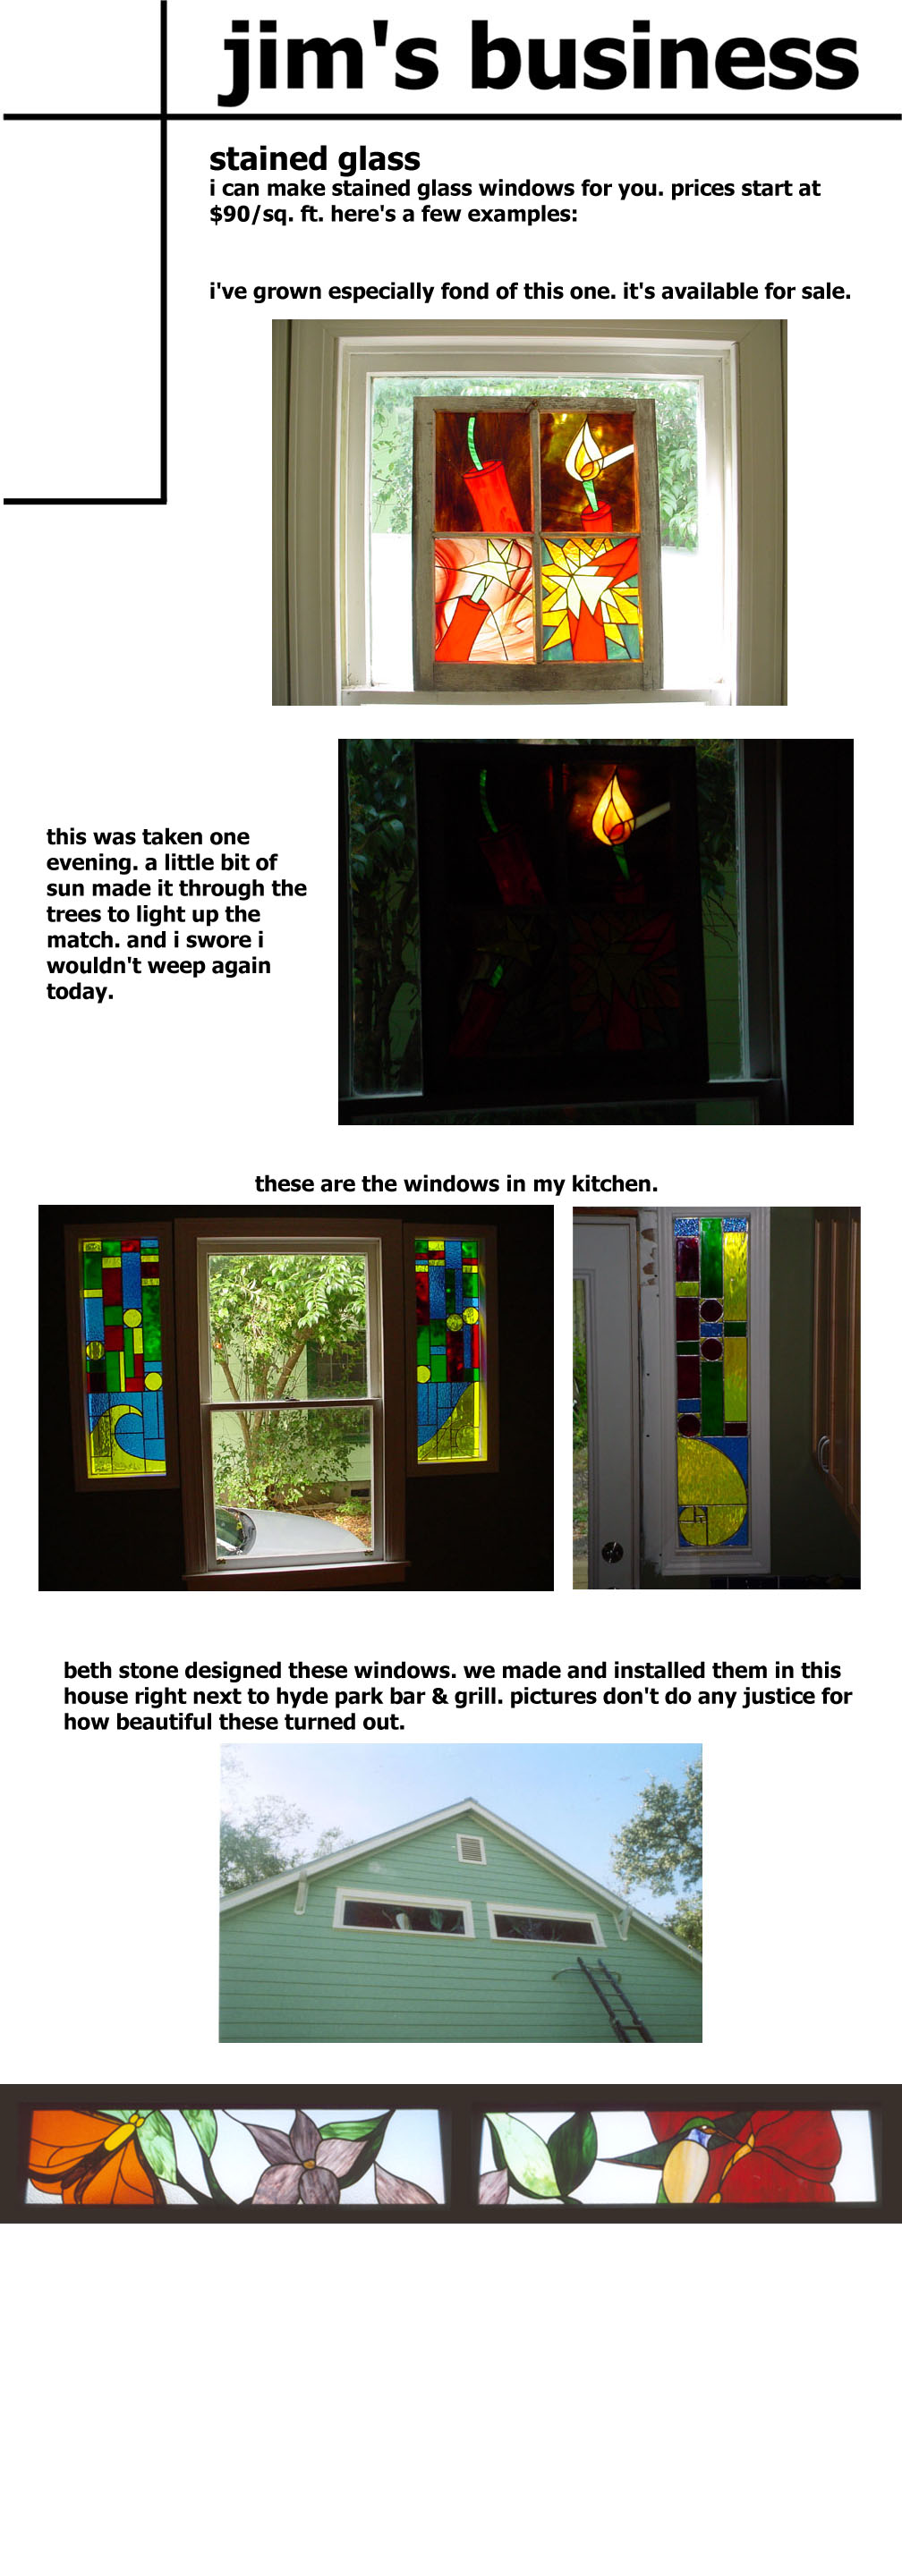 jim's business
stained glass
i can make stained glass windows for you. prices start at
$90/sq. ft. here's a few examples:
i've grown especially fond of this one. it's available for sale.
this was taken one
evening. a little bit of
sun made it through the
trees to light up the
match. and i swore i
wouldn't weep again
today.
these are the windows in my kitchen.
beth stone designed these windows. we made and installed them in this
house right next to hyde park bar & grill. pictures don't do any justice for
how beautiful these turned out.